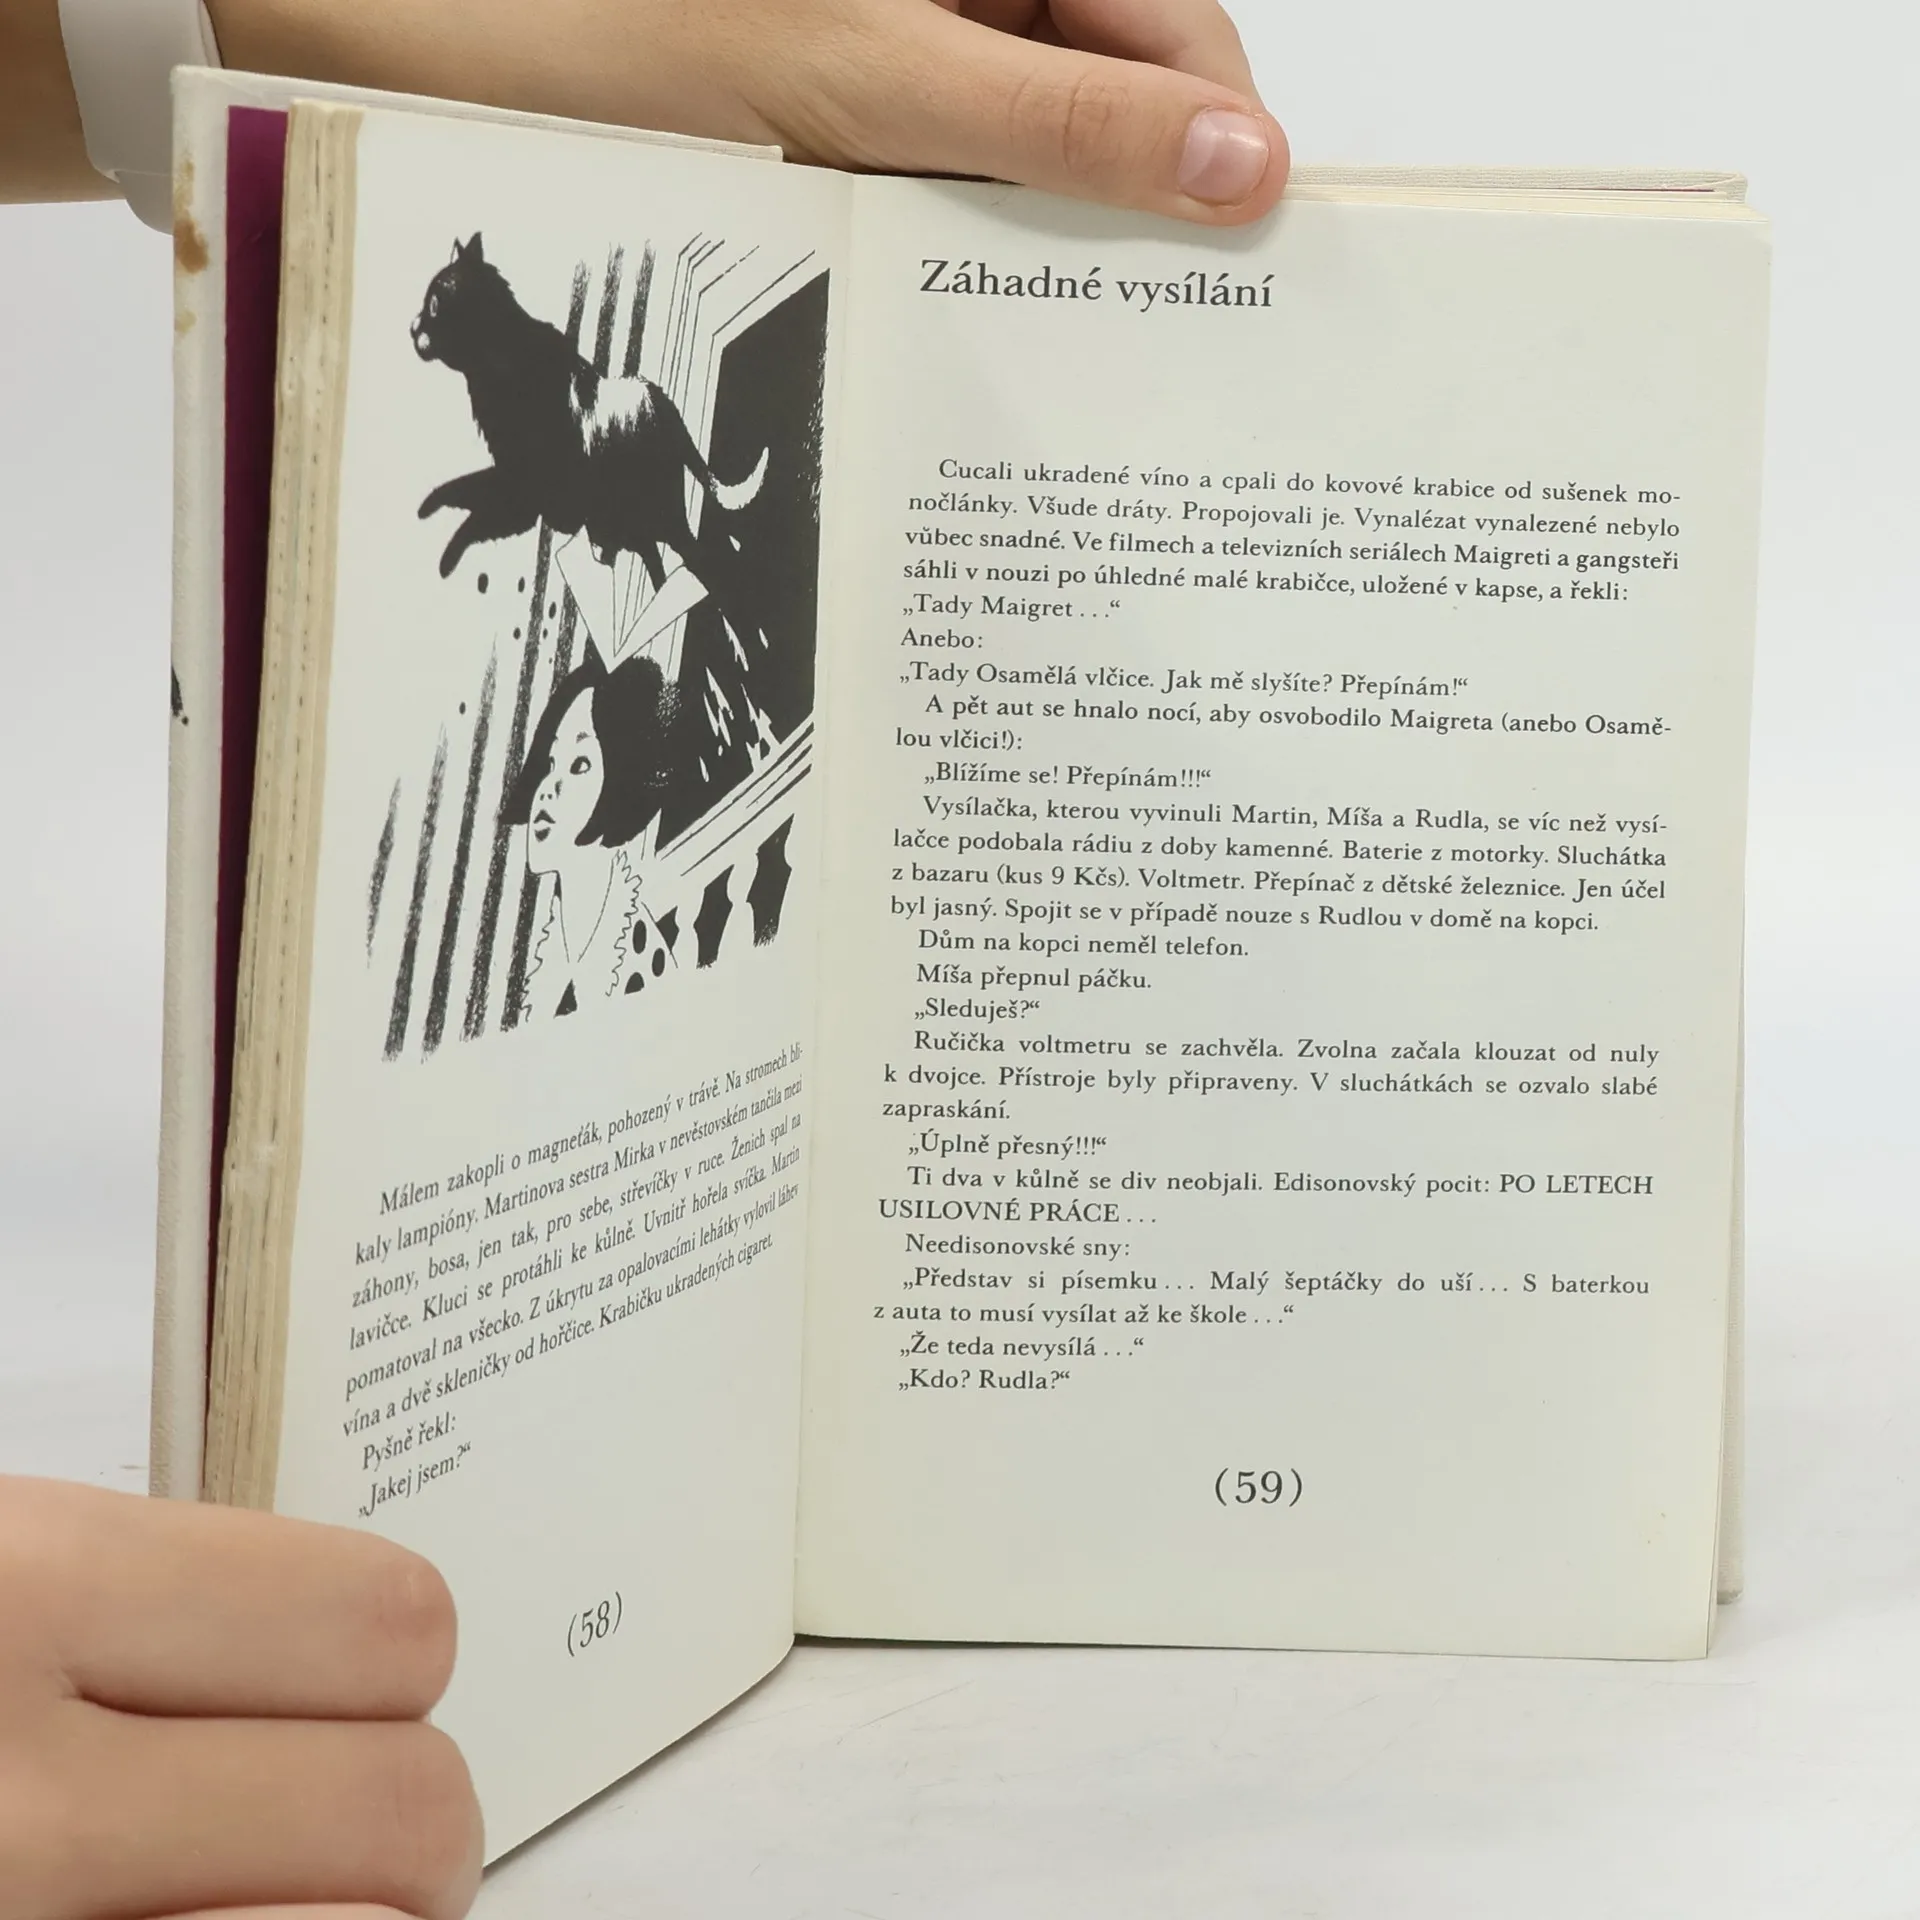 Málem zakopli o magneťák, pohozený v trávě. Na stromech bli-
kaly lampióny. Martinova sestra Mirka v nevěstovském tančila mezi
záhony, bosa, jen tak, pro sebe, střevíčky v ruce. Ženich spal na
lavičce. Kluci se protáhli ke kůlně. Uvnitř hořela svíčka. Martin
pomatoval na všecko. Z úkrytu za opalovacími lehátky vylovil láhev
vína a dvě skleničky od hořčice. Krabičku ukradených cigaret.
Pyšně řekl:
„Jakej jsem?“
(58)
Záhadné vysílání
Cucali ukradené víno a cpali do kovové krabice od sušenek mo-
nočlánky. Všude dráty. Propojovali je. Vynalézat vynalezené nebylo
vůbec snadné. Ve filmech a televizních seriálech Maigreti a gangsteři
sáhli v nouzi po úhledné malé krabičce, uložené v kapse, a řekli:
„Tady Maigret . . .“
Anebo:
„Tady Osamělá vlčice. Jak mě slyšíte? Přepínám!“
A pět aut se hnalo nocí, aby osvobodilo Maigreta (anebo Osamě-
lou vlčici!):
„Blížíme se! Přepínám!!!“
Vysílačka, kterou vyvinuli Martin, Míša a Rudla, se víc než vysí-
lačce podobala rádiu z doby kamenné. Baterie z motorky. Sluchátka
z bazaru (kus 9 Kčs). Voltmetr. Přepínač z dětské železnice. Jen účel
byl jasný. Spojit se v případě nouze s Rudlou v domě na kopci.
Dům na kopci neměl telefon.
Míša přepnul páčku.
„Sleduješ?“
Ručička voltmetru se zachvěla. Zvolna začala klouzat od nuly
k dvojce. Přístroje byly připraveny. V sluchátkách se ozvalo slabé
zapraskání.
„Úplně přesný!!!“
Ti dva v kůlně se div neobjali. Edisonovský pocit: PO LETECH
USILOVNÉ PRÁCE . . .
Needisonovské sny:
„Představ si písemku . . . Malý šeptáčky do uší . . . S baterkou
z auta to musí vysílat až ke škole . . .“
„Že teda nevysílá . . .“
„Kdo? Rudla?“
(59)